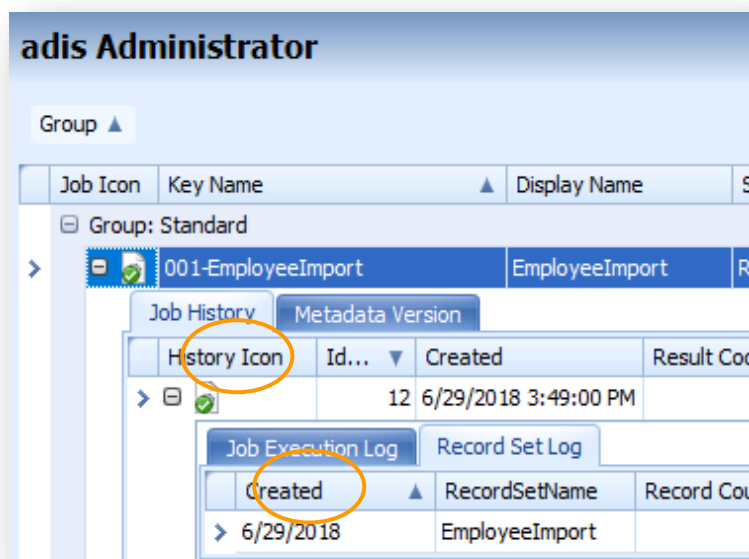 adis Administrator
Group
Job Icon Key Name Display Name S
Group: Standard
001-EmployeeImport EmployeeImport R
Job History Metadata Version
History Icon Id... Created Result Cod
12 6/29/2018 3:49:00 PM
Job Execution Log Record Set Log
Created RecordSetName Record Cou
6/29/2018 EmployeeImport